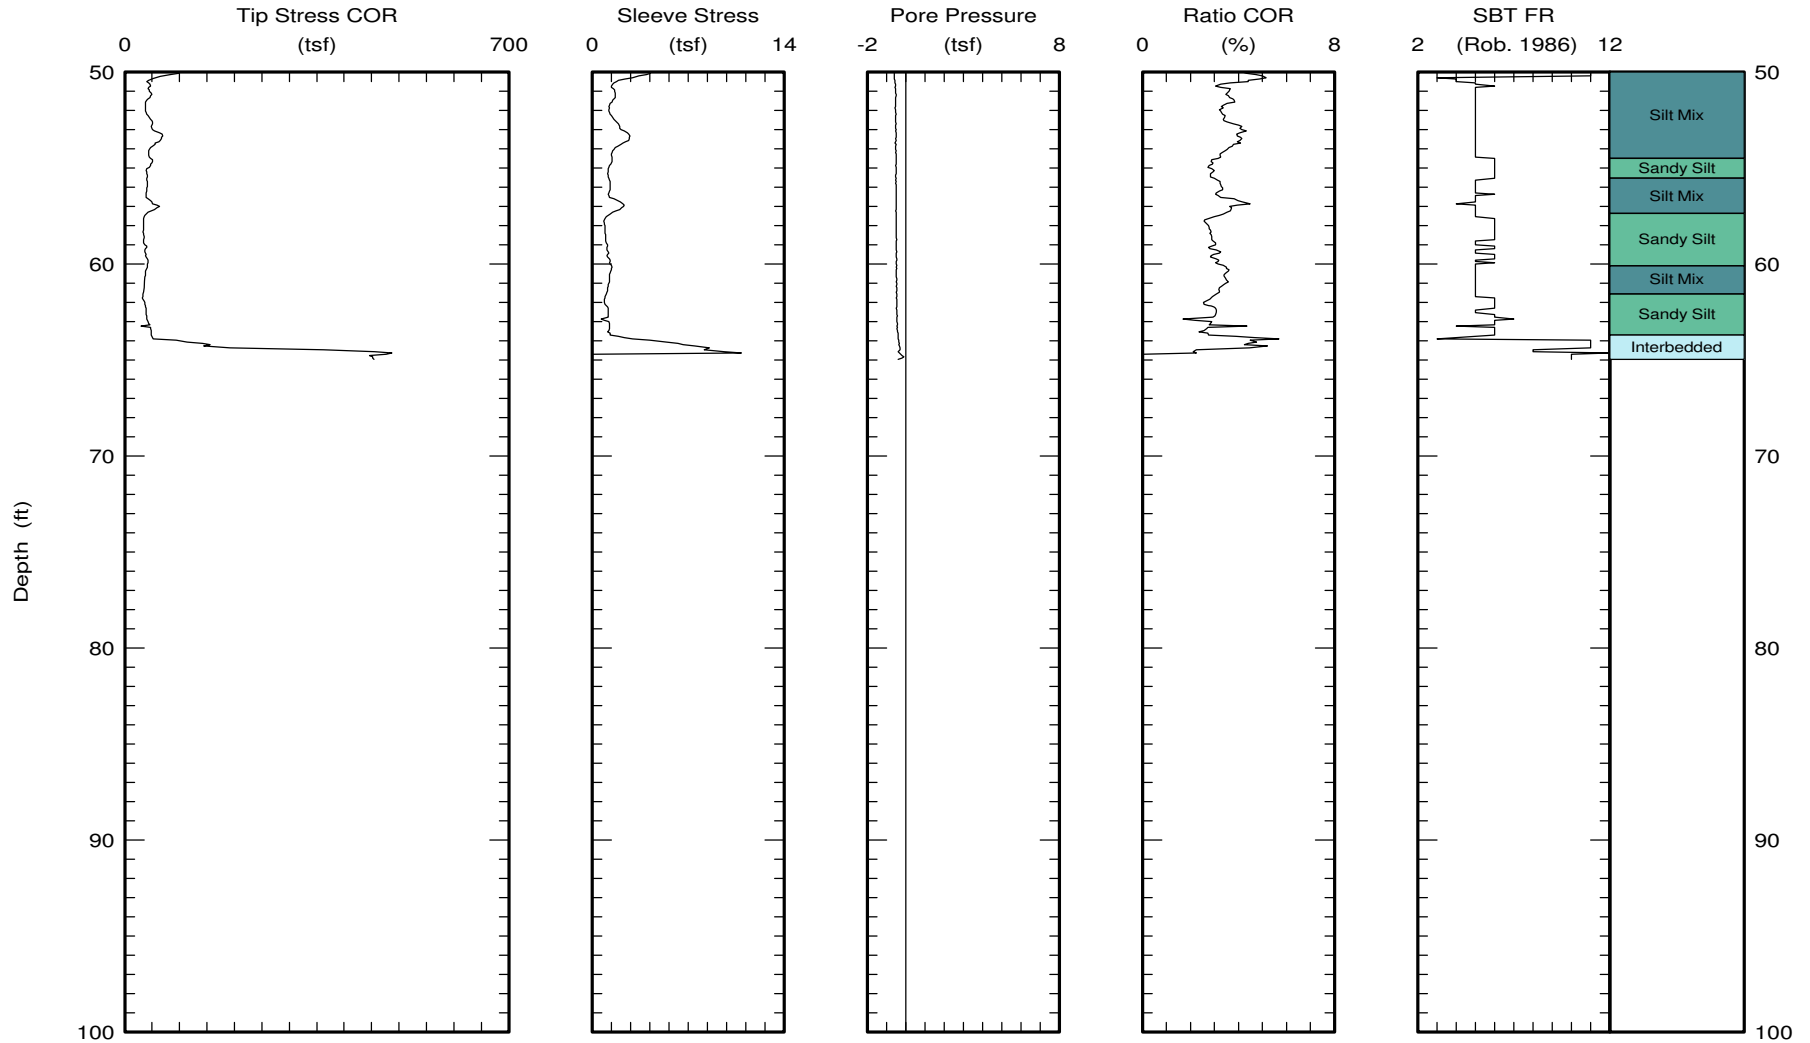 Tip Stress COR Sleeve Stress Pore Pressure Ratio COR SBT FR
0 (tsf) 700 0 (tsf) 14 -2 (tsf) 8 0 (%) 8 2 (Rob. 1986) 12
50 50
Silt Mix
Sandy Silt
Silt Mix
Sandy Silt
60 60
Silt Mix
Sandy Silt
Interbedded
70 70
Depth (ft)
80 80
90 90
100 100